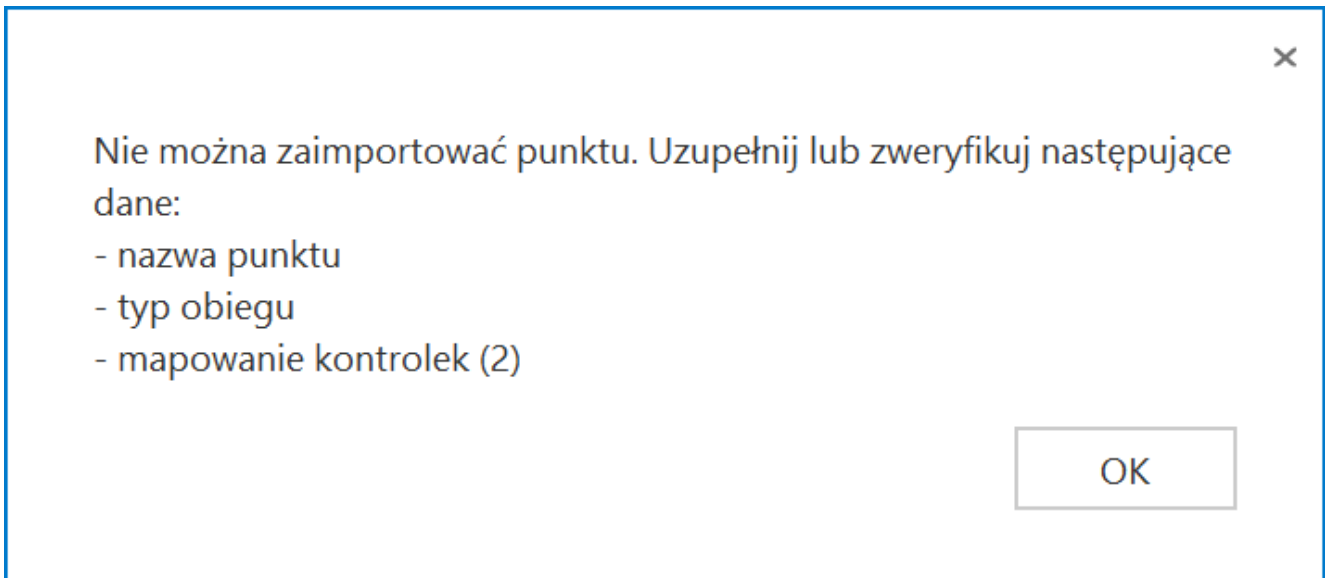 Nie można zaimportować punktu. Uzupełnij lub zweryfikuj następujące
dane:
- nazwa punktu
- typ obiegu
- mapowanie kontrolek (2)
OK